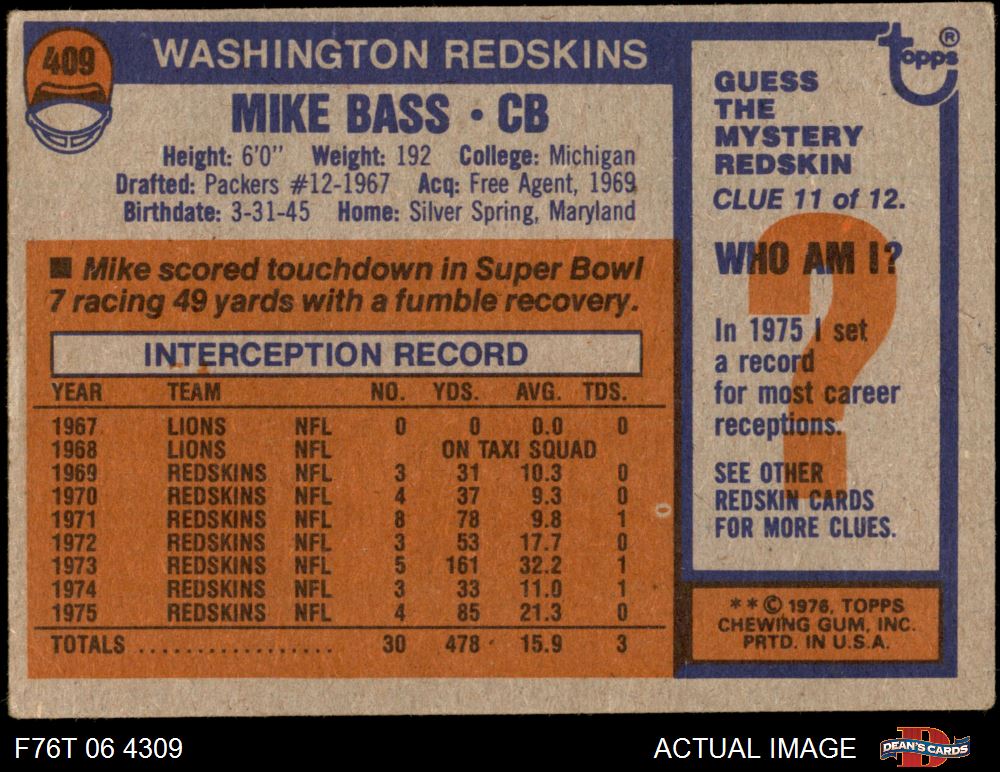 409
WASHINGTON REDSKINS
MIKE BASS • CB
Height: 6'0" Weight: 192 College: Michigan
Drafted: Packers #12-1967 Acq: Free Agent, 1969
Birthdate: 3-31-45 Home: Silver Spring, Maryland
■ Mike scored touchdown in Super Bowl
7 racing 49 yards with a fumble recovery.
INTERCEPTION RECORD
YEAR TEAM NO. YDS. AVG. TDS.
1967 LIONS NFL 0 0 0.0 0
1968 LIONS NFL ON TAXI SQUAD
1969 REDSKINS NFL 3 31 10.3 0
1970 REDSKINS NFL 4 37 9.3 0
1971 REDSKINS NFL 8 78 9.8 1
1972 REDSKINS NFL 3 53 17.7 0
1973 REDSKINS NFL 5 161 32.2 1
1974 REDSKINS NFL 3 33 11.0 1
1975 REDSKINS NFL 4 85 21.3 0
TOTALS ................. 30 478 15.9 3
topps ®
GUESS
THE
MYSTERY
REDSKIN
CLUE 11 of 12.
?
WHO AM I?
In 1975 I set
a record
for most career
receptions.
SEE OTHER
REDSKIN CARDS
FOR MORE CLUES.
** © 1976, TOPPS
CHEWING GUM, INC.
PRTD. IN U.S.A.
F76T 06 4309
ACTUAL IMAGE
D
DEAN'S CARDS